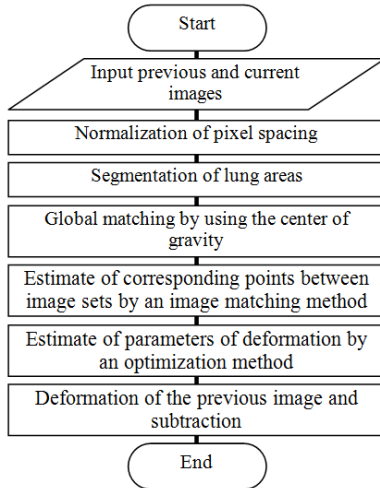 Start
Input previous and current
images
Normalization of pixel spacing
Segmentation of lung areas
Global matching by using the center of
gravity
Estimate of corresponding points between
image sets by an image matching method
Estimate of parameters of deformation by
an optimization method
Deformation of the previous image and
subtraction
End